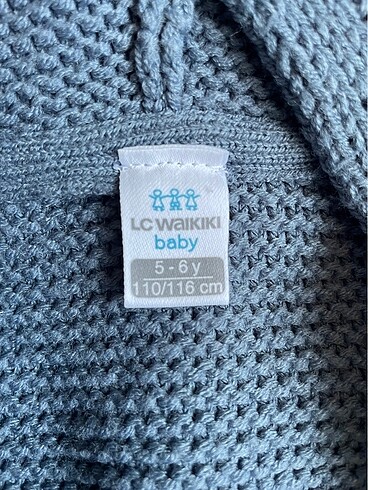 LC WAIKIKI
baby
5 - 6 y
110/116 cm